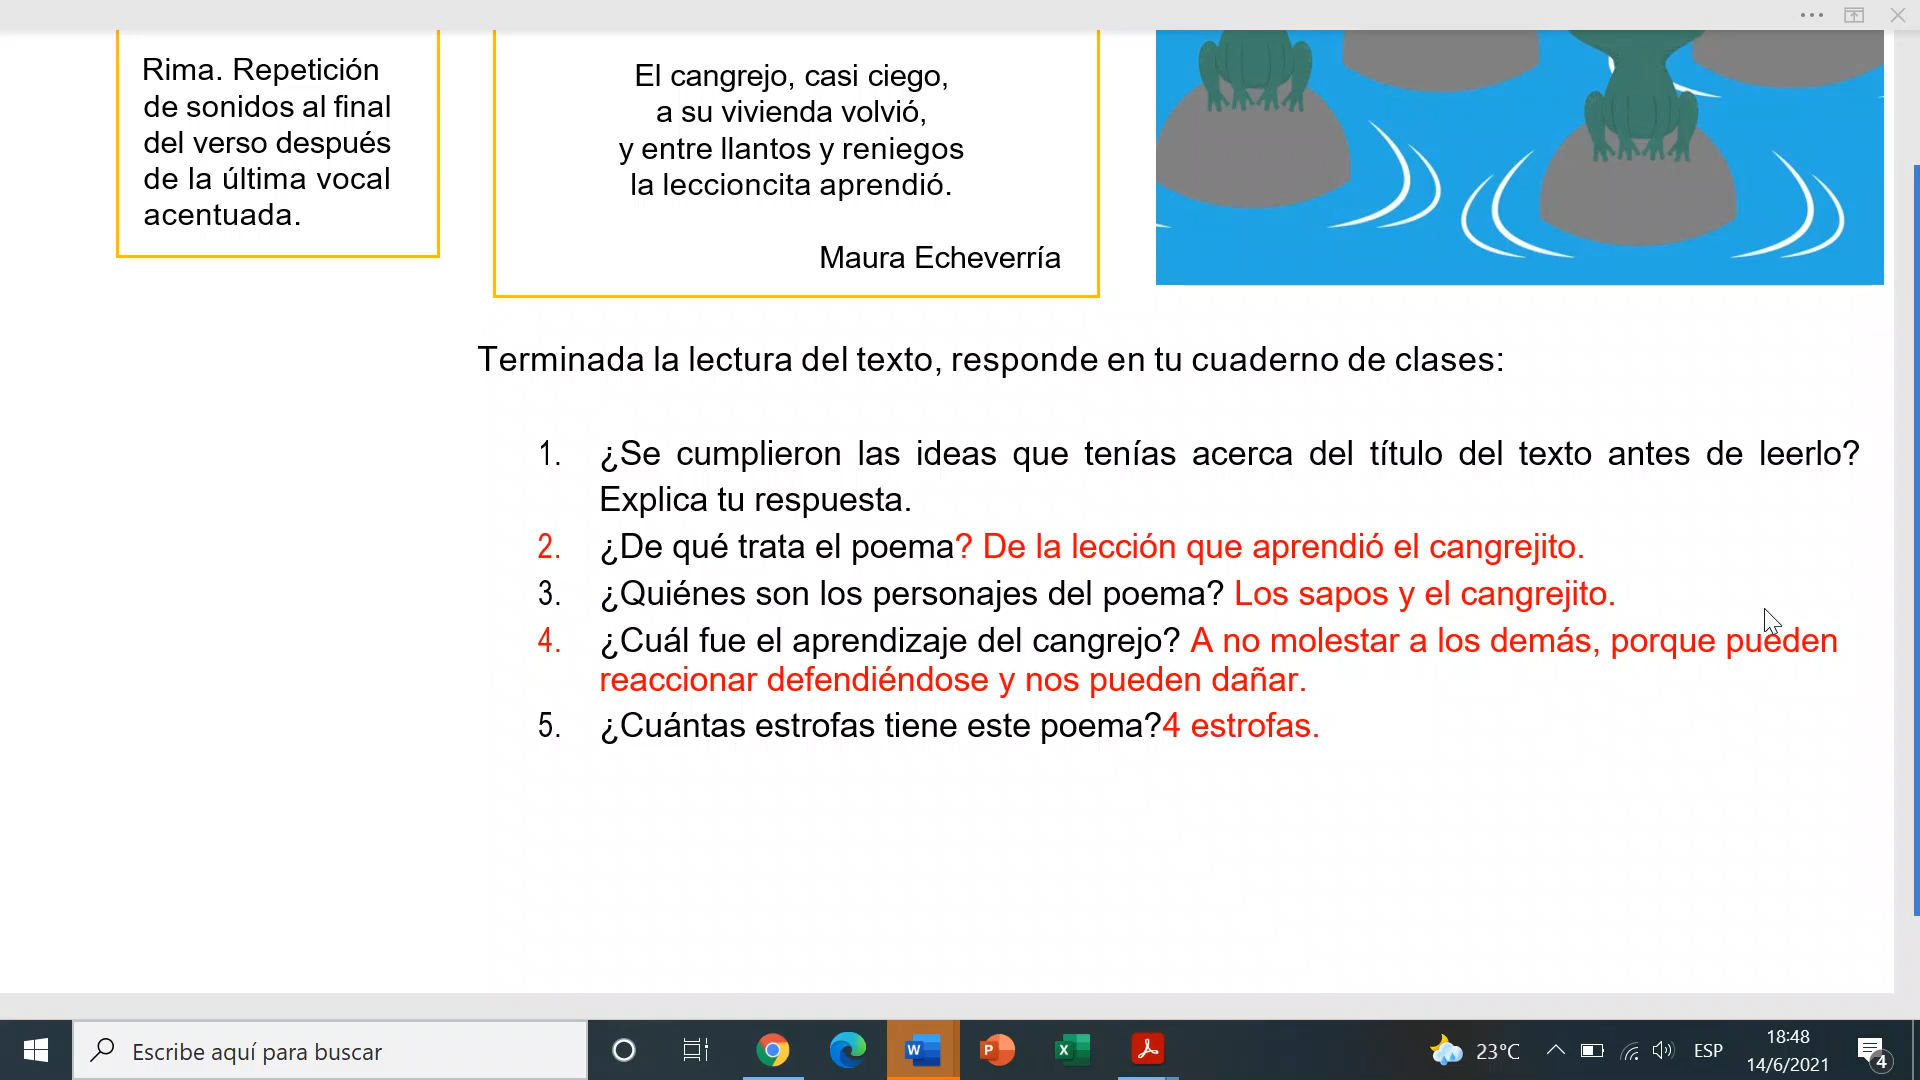 Rima. Repetición
de sonidos al final
del verso después
de la última vocal
acentuada.
El cangrejo, casi ciego,
a su vivienda volvió,
y entre llantos y reniegos
la leccioncita aprendió.
Maura Echeverría
Terminada la lectura del texto, responde en tu cuaderno de clases:
1. ¿Se cumplieron las ideas que tenías acerca del título del texto antes de leerlo?
Explica tu respuesta.
2. ¿De qué trata el poema? De la lección que aprendió el cangrejito.
3. ¿Quiénes son los personajes del poema? Los sapos y el cangrejito.
4. ¿Cuál fue el aprendizaje del cangrejo? A no molestar a los demás, porque pueden
reaccionar defendiéndose y nos pueden dañar.
5. ¿Cuántas estrofas tiene este poema?4 estrofas.
Escribe aquí para buscar
23°C
ESP
18:48
14/6/2021
4